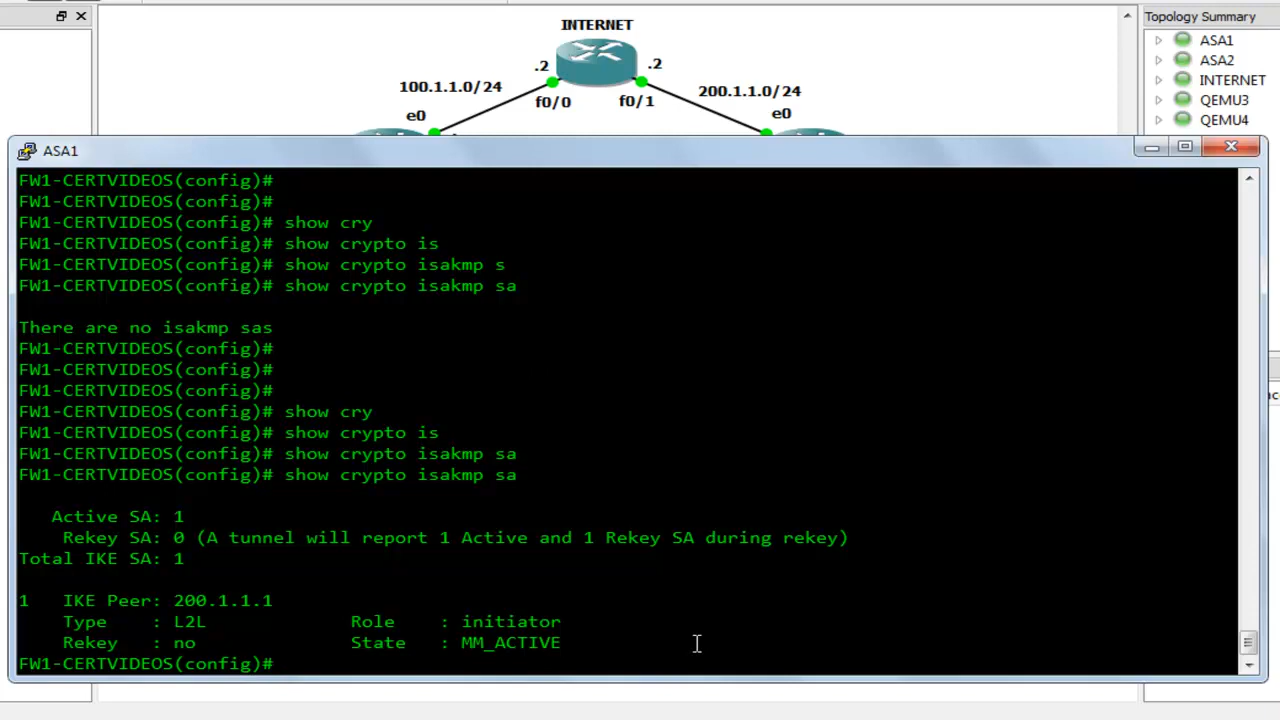 INTERNET
Topology Summary
.2
.2
ASA1
ASA2
INTERNET
QEMU3
QEMU4
100.1.1.0/24
200.1.1.0/24
f0/0
f0/1
e0
e0
ASA1
FW1-CERTVIDEOS(config)#
FW1-CERTVIDEOS(config)#
FW1-CERTVIDEOS(config)# show cry
FW1-CERTVIDEOS(config)# show crypto is
FW1-CERTVIDEOS(config)# show crypto isakmp s
FW1-CERTVIDEOS(config)# show crypto isakmp sa
There are no isakmp sas
FW1-CERTVIDEOS(config)#
FW1-CERTVIDEOS(config)#
FW1-CERTVIDEOS(config)#
FW1-CERTVIDEOS(config)# show cry
FW1-CERTVIDEOS(config)# show crypto is
FW1-CERTVIDEOS(config)# show crypto isakmp sa
FW1-CERTVIDEOS(config)# show crypto isakmp sa
Active SA: 1
Rekey SA: 0 (A tunnel will report 1 Active and 1 Rekey SA during rekey)
Total IKE SA: 1
1 IKE Peer: 200.1.1.1
Type : L2L Role : initiator
Rekey : no State : MM_ACTIVE
FW1-CERTVIDEOS(config)#